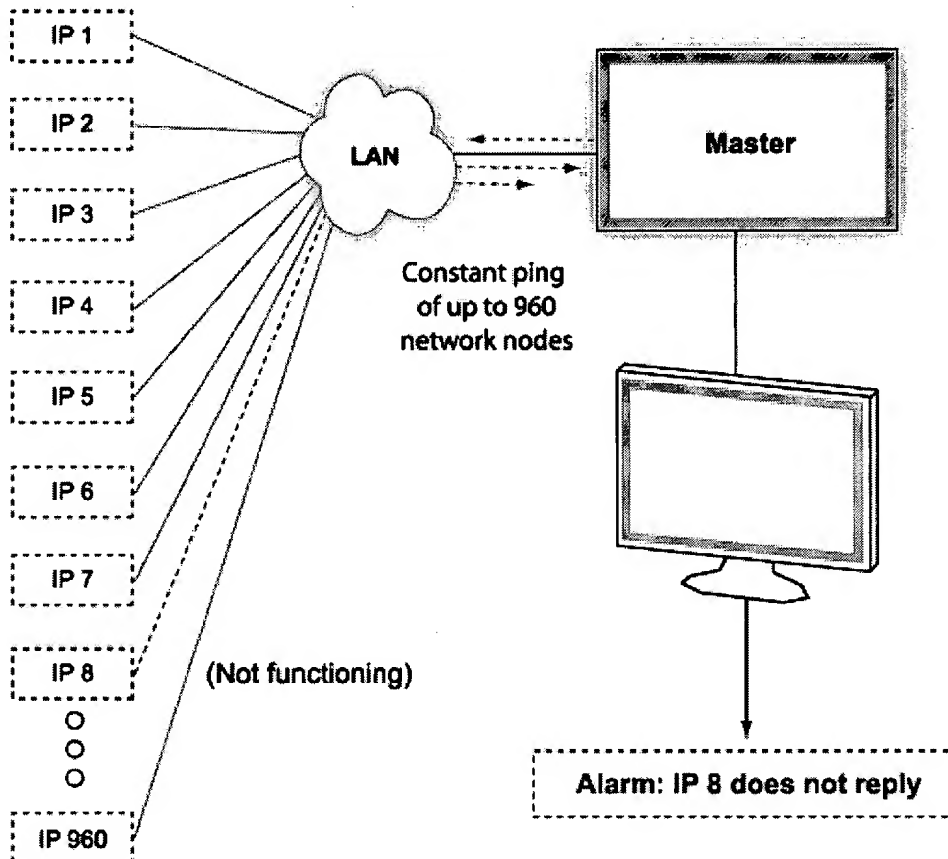 IP 1
IP 2
IP 3
IP 4
IP 5
IP 6
IP 7
IP 8
IP 960
LAN
Master
Constant ping
of up to 960
network nodes
(Not functioning)
Alarm: IP 8 does not reply